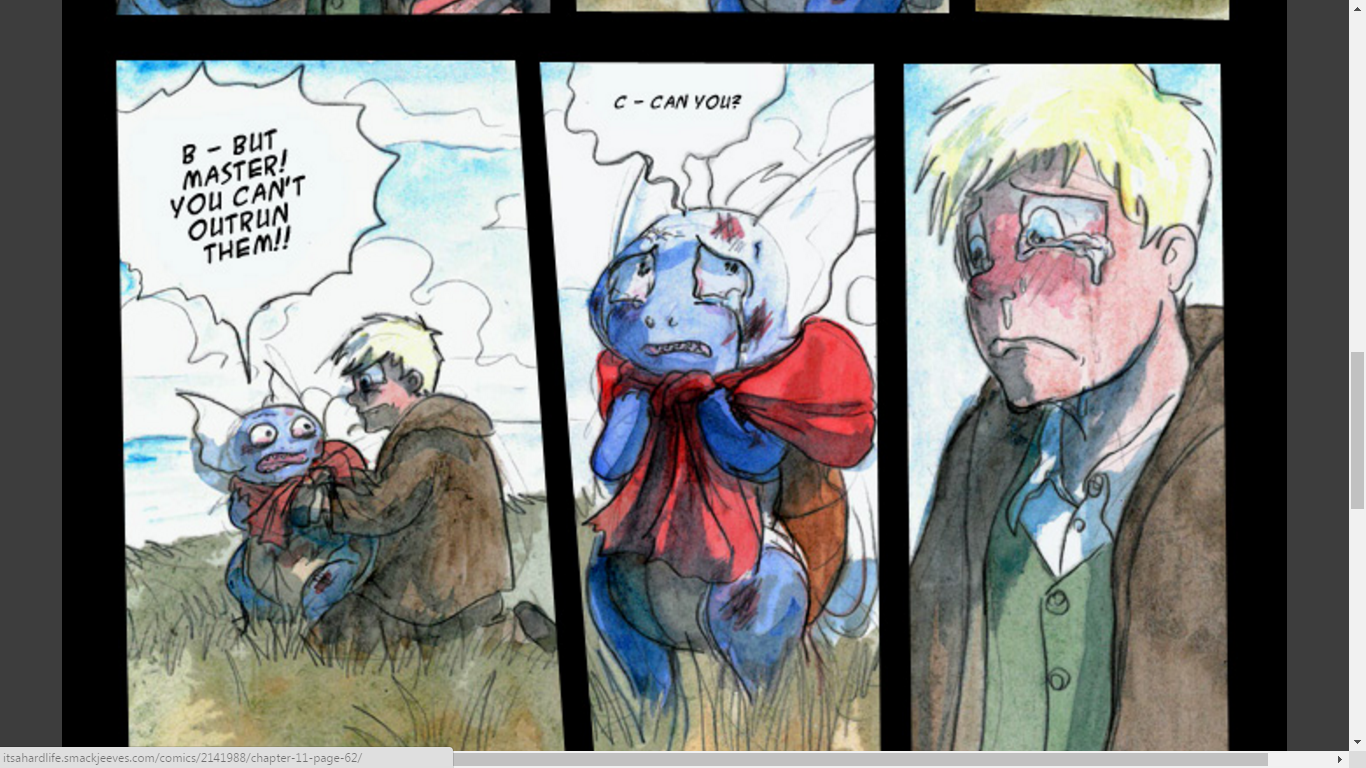 B - BUT
MASTER!
YOU CAN'T
OUTRUN
THEM!!
C - CAN YOU?
itsahardlife.smackjeeves.com/comics/2141988/chapter-11-page-62/